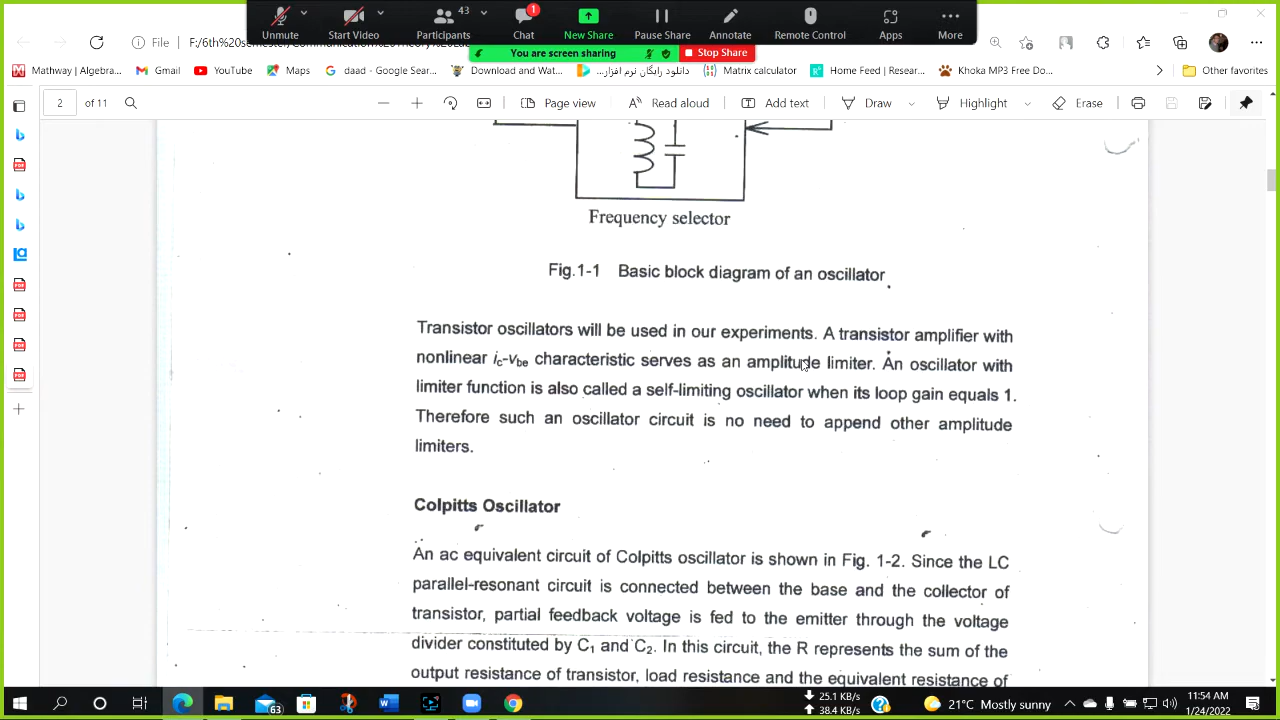 43
1
Unmute
Start Video
Participants
Chat
New Share
Pause Share
Annotate
Remote Control
Apps
More
You are screen sharing
Stop Share
File
F:/6th%20semester/Communication
Mathway | Algebra...
Gmail
YouTube
Maps
daad - Google Sear...
Download and Wat...
دانلود رایگان نرم افزار...
Matrix calculator
Home Feed | Resear...
Khoka MP3 Free Do...
Other favorites
2
of 11
Page view
Read aloud
Add text
Draw
Highlight
Erase
Frequency selector
Fig.1-1 Basic block diagram of an oscillator
Transistor oscillators will be used in our experiments. A transistor amplifier with
nonlinear ic-vbe characteristic serves as an amplitude limiter. An oscillator with
limiter function is also called a self-limiting oscillator when its loop gain equals 1.
Therefore such an oscillator circuit is no need to append other amplitude
limiters.
Colpitts Oscillator
An ac equivalent circuit of Colpitts oscillator is shown in Fig. 1-2. Since the LC
parallel-resonant circuit is connected between the base and the collector of
transistor, partial feedback voltage is fed to the emitter through the voltage
divider constituted by C1 and C2. In this circuit, the R represents the sum of the
output resistance of transistor, load resistance and the equivalent resistance of
63
25.1 KB/s
38.4 KB/s
21°C Mostly sunny
11:54 AM
1/24/2022